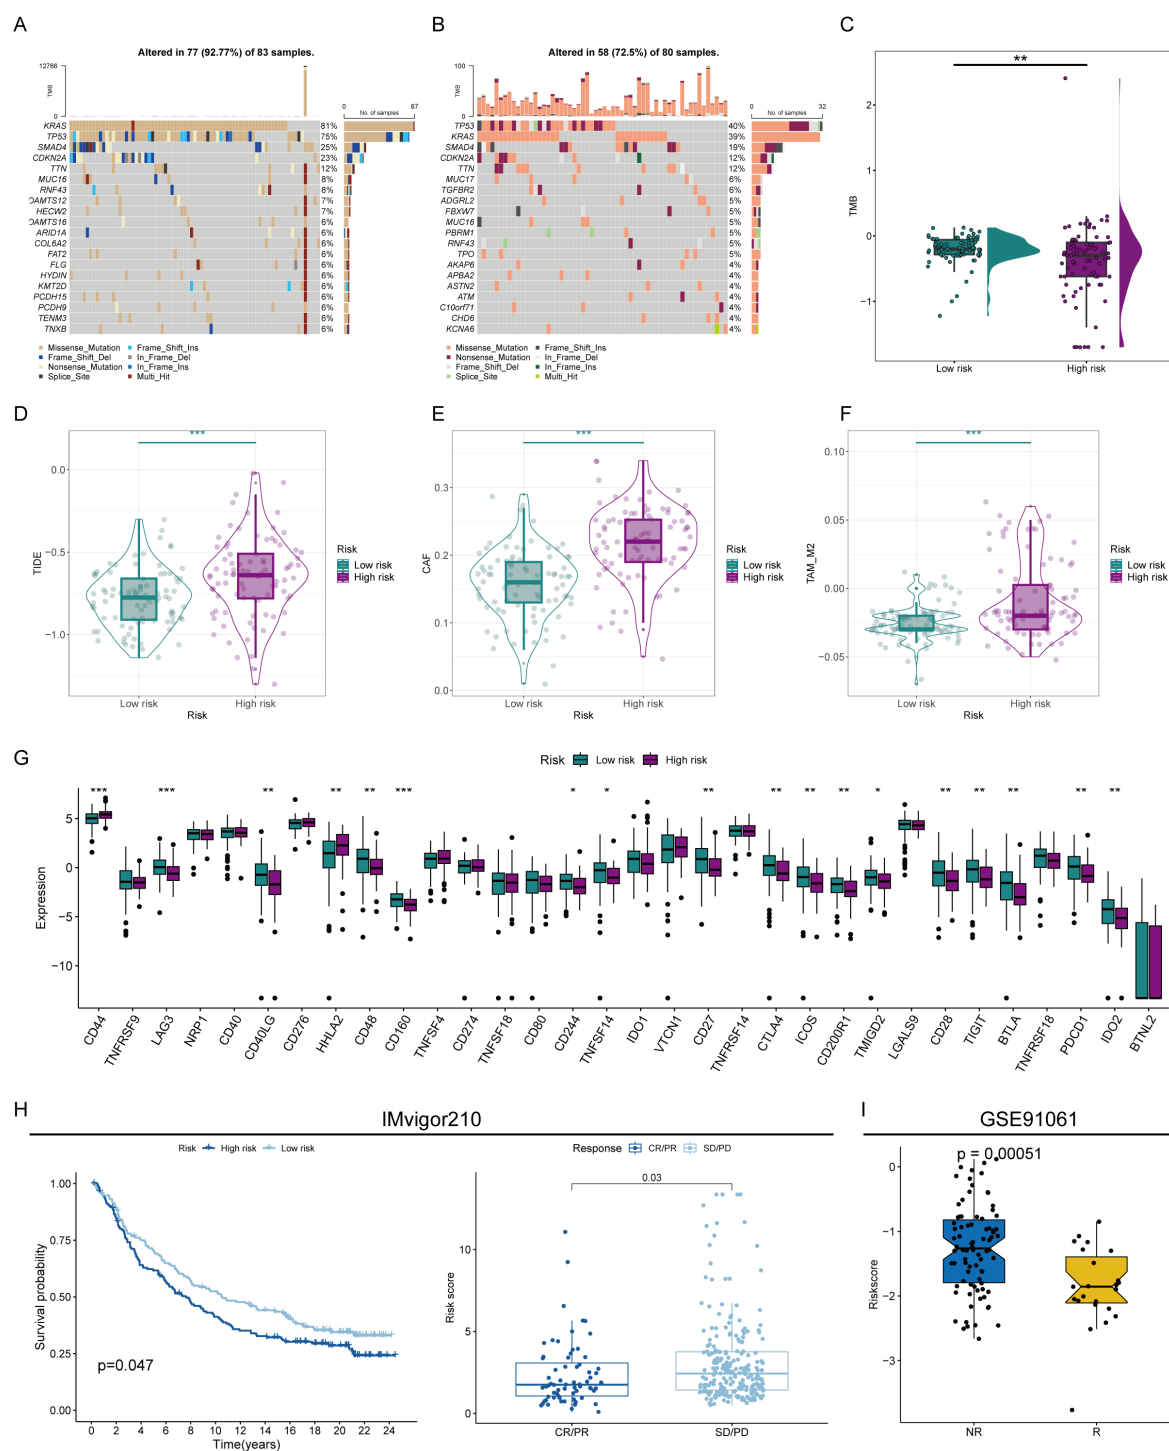 A
Altered in 77 (92.77%) of 83 samples.
12766
TMB
0
0
67
No. of samples
KRAS 81%
TP53 75%
SMAD4 25%
CDKN2A 23%
TTN 12%
MUC16 8%
RNF43 8%
DAMTS12 7%
HECW2 7%
DAMTS16 6%
ARID1A 6%
COL6A2 6%
FAT2 6%
FLG 6%
HYDIN 6%
KMT2D 6%
PCDH15 6%
PCDH9 6%
TENM3 6%
TNXB 6%
Missense_Mutation Frame_Shift_Ins
Frame_Shift_Del In_Frame_Del
Nonsense_Mutation In_Frame_Ins
Splice_Site Multi_Hit
B
Altered in 58 (72.5%) of 80 samples.
100
TMB
0
0
32
No. of samples
TP53 40%
KRAS 39%
SMAD4 19%
CDKN2A 12%
TTN 12%
MUC17 6%
TGFBR2 6%
ADGRL2 5%
FBXW7 5%
MUC16 5%
PBRM1 5%
RNF43 5%
TPO 5%
AKAP6 4%
APBA2 4%
ASTN2 4%
ATM 4%
C10orf71 4%
CHD6 4%
KCNA6 4%
Missense_Mutation Frame_Shift_Ins
Nonsense_Mutation In_Frame_Del
Frame_Shift_Del In_Frame_Ins
Splice_Site Multi_Hit
C
**
2
1
0
−1
TMB
Low risk High risk
D
***
0.0
−0.5
−1.0
TIDE
Low risk High risk
Risk
Risk
Low risk
High risk
E
***
0.3
0.2
0.1
0.0
CAF
Low risk High risk
Risk
Risk
Low risk
High risk
F
***
0.10
0.05
0.00
−0.05
TAM_M2
Low risk High risk
Risk
Risk
Low risk
High risk
G
Risk Low risk High risk
*** *** ** ** ** *** * * ** ** ** ** * ** ** ** ** **
5
0
−5
−10
Expression
CD44
TNFRSF9
LAG3
NRP1
CD40
CD40LG
CD276
HHLA2
CD48
CD160
TNFSF4
CD274
TNFSF18
CD80
CD244
TNFSF14
IDO1
VTCN1
CD27
TNFRSF14
CTLA4
ICOS
CD200R1
TMIGD2
LGALS9
CD28
TIGIT
BTLA
TNFRSF18
PDCD1
IDO2
BTNL2
H
IMvigor210
Risk High risk Low risk
1.00
0.75
0.50
0.25
0.00
Survival probability
p=0.047
0 2 4 6 8 10 12 14 16 18 20 22 24
Time(years)
Response CR/PR SD/PD
0.03
10
5
0
Risk score
CR/PR SD/PD
I
GSE91061
p = 0.00051
0
−1
−2
−3
Riskscore
NR R